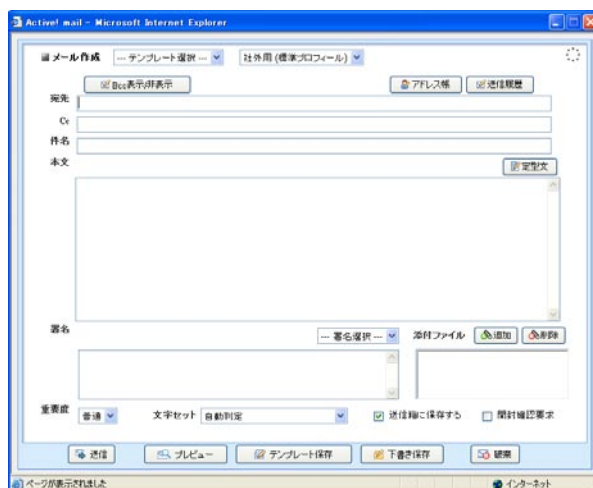 Active! mail - Microsoft Internet Explorer
メール作成 --- テンプレート選択 --- 社外用 (標準プロフィール)
Bcc表示/非表示 アドレス帳 送信履歴
宛先
Cc
件名
本文 定型文
署名 --- 署名選択 --- 添付ファイル 追加 削除
重要度 普通 文字セット 自動判定 送信箱に保存する 開封確認要求
送信 プレビュー テンプレート保存 下書き保存 破棄
ページが表示されました インターネット